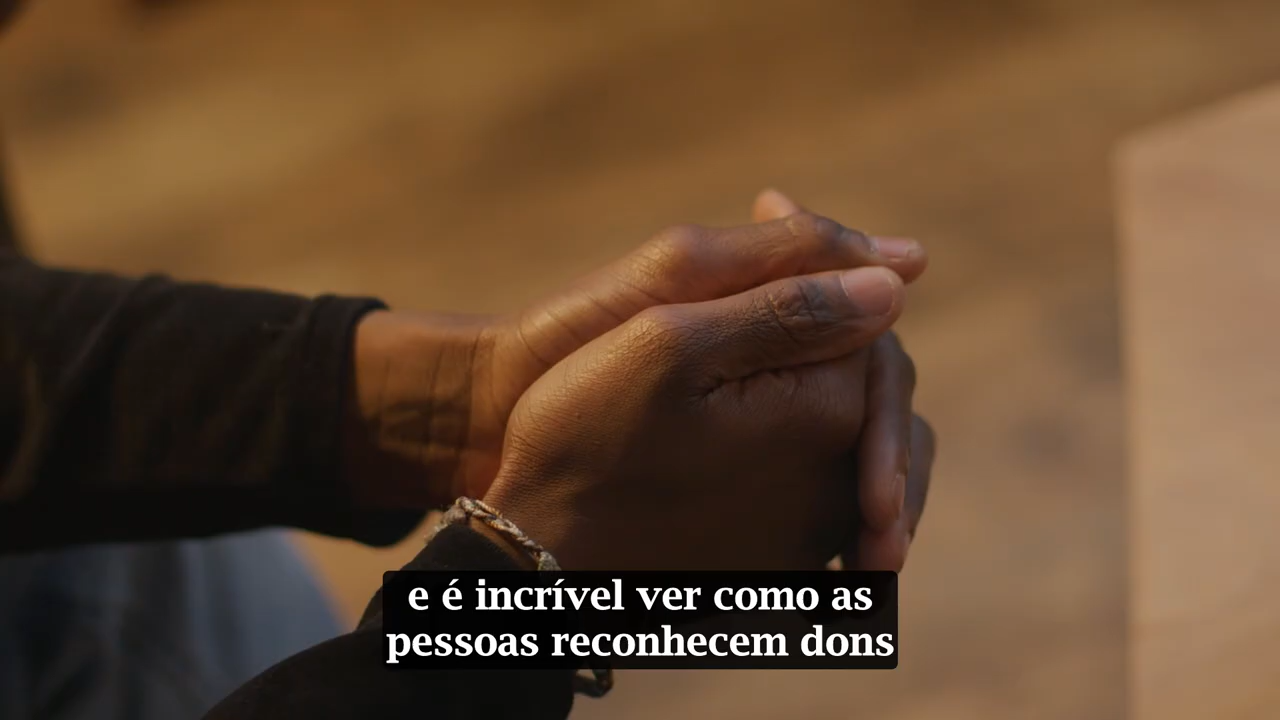 e é incrível ver como as
pessoas reconhecem dons